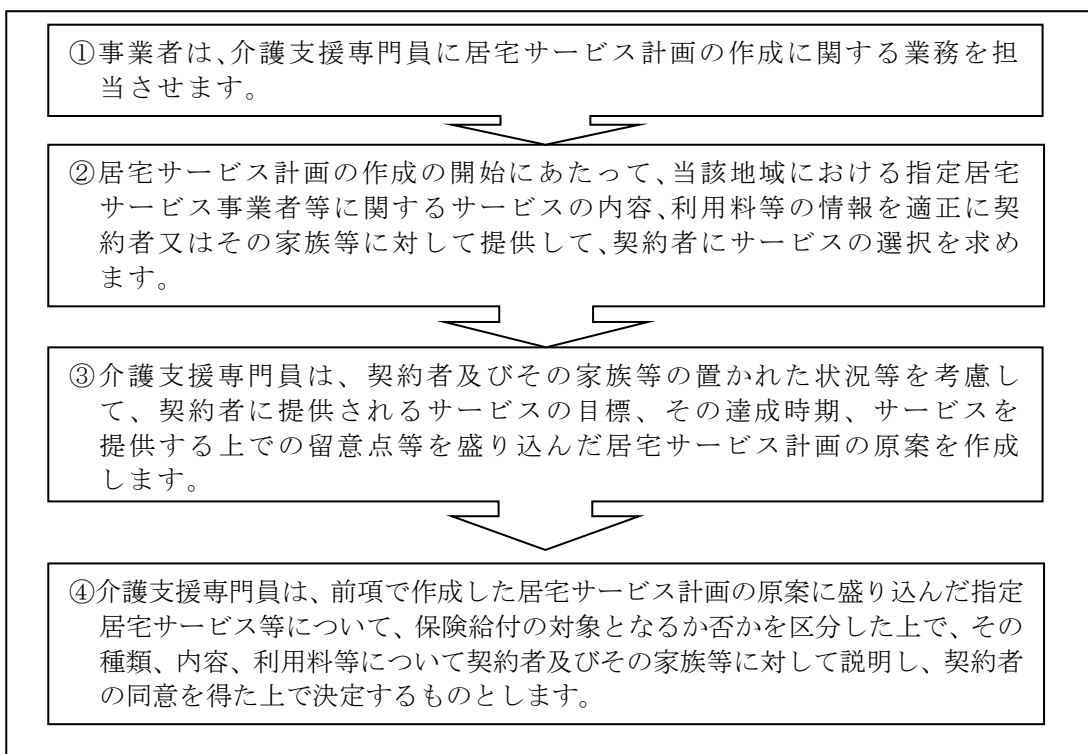 ①事業者は、介護支援専門員に居宅サービス計画の作成に関する業務を担
当させます。
②居宅サービス計画の作成の開始にあたって、当該地域における指定居宅
サービス事業者等に関するサービスの内容、利用料等の情報を適正に契
約者又はその家族等に対して提供して、契約者にサービスの選択を求め
ます。
③介護支援専門員は、契約者及びその家族等の置かれた状況等を考慮し
て、契約者に提供されるサービスの目標、その達成時期、サービスを
提供する上での留意点等を盛り込んだ居宅サービス計画の原案を作成
します。
④介護支援専門員は、前項で作成した居宅サービス計画の原案に盛り込んだ指定
居宅サービス等について、保険給付の対象となるか否かを区分した上で、その
種類、内容、利用料等について契約者及びその家族等に対して説明し、契約者
の同意を得た上で決定するものとします。